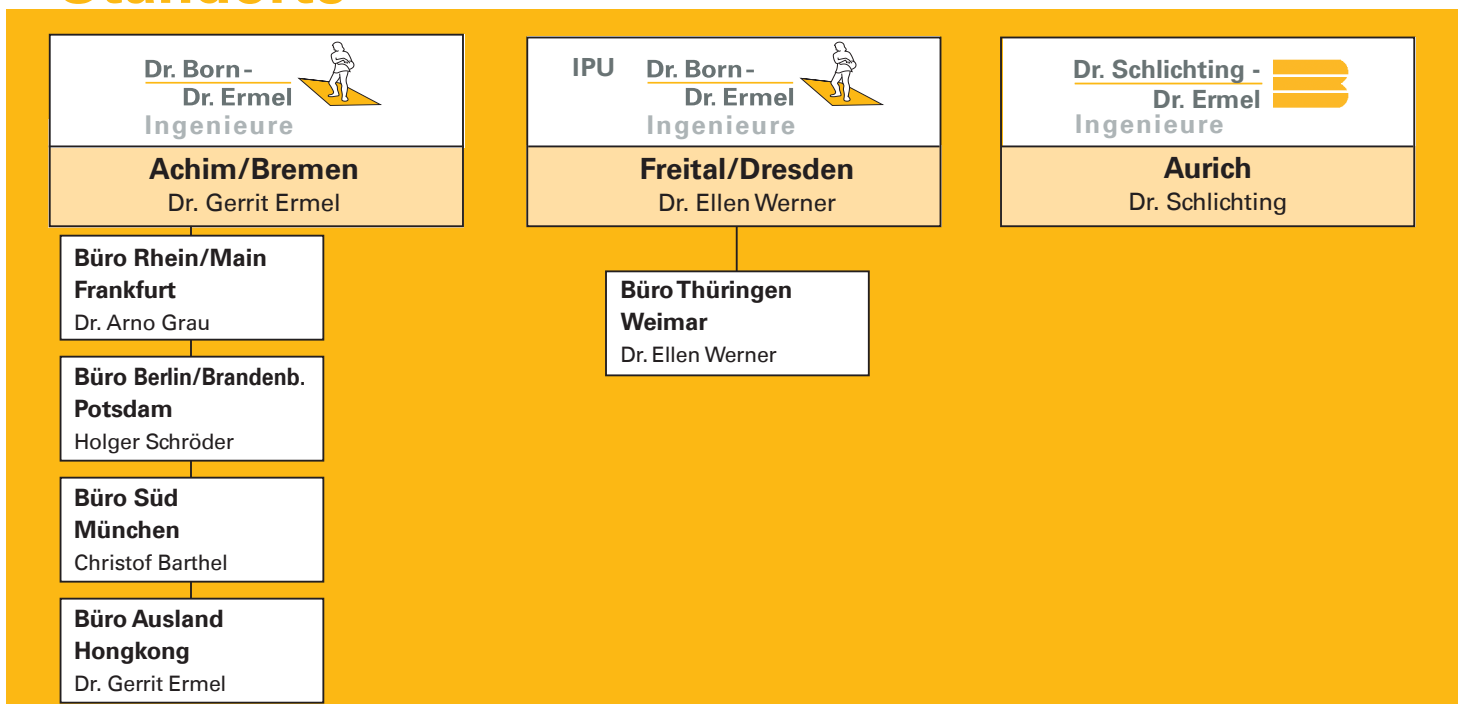 Standorte
Dr. Born-
Dr. Ermel
Ingenieure
Achim/Bremen
Dr. Gerrit Ermel
Büro Rhein/Main
Frankfurt
Dr. Arno Grau
Büro Berlin/Brandenb.
Potsdam
Holger Schröder
Büro Süd
München
Christof Barthel
Büro Ausland
Hongkong
Dr. Gerrit Ermel
IPU Dr. Born-
Dr. Ermel
Ingenieure
Freital/Dresden
Dr. Ellen Werner
Büro Thüringen
Weimar
Dr. Ellen Werner
Dr. Schlichting -
Dr. Ermel
Ingenieure
Aurich
Dr. Schlichting